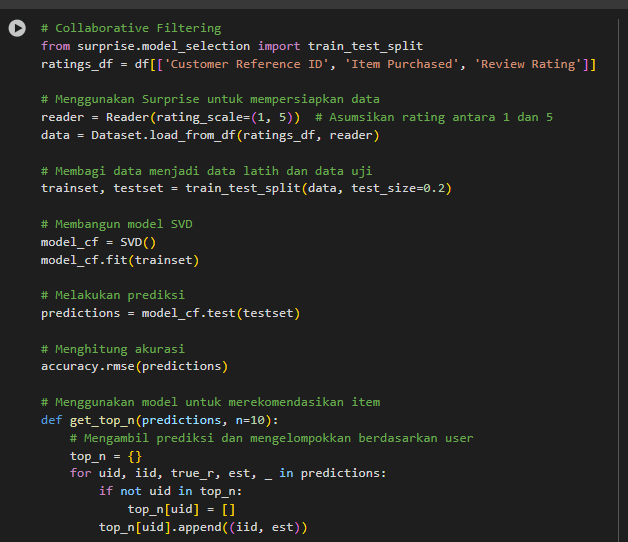 # Collaborative Filtering
from surprise.model_selection import train_test_split
ratings_df = df[['Customer Reference ID', 'Item Purchased', 'Review Rating']]
# Menggunakan Surprise untuk mempersiapkan data
reader = Reader(rating_scale=(1, 5))  # Asumsikan rating antara 1 dan 5
data = Dataset.load_from_df(ratings_df, reader)
# Membagi data menjadi data latih dan data uji
trainset, testset = train_test_split(data, test_size=0.2)
# Membangun model SVD
model_cf = SVD()
model_cf.fit(trainset)
# Melakukan prediksi
predictions = model_cf.test(testset)
# Menghitung akurasi
accuracy.rmse(predictions)
# Menggunakan model untuk merekomendasikan item
def get_top_n(predictions, n=10):
    # Mengambil prediksi dan mengelompokkan berdasarkan user
    top_n = {}
    for uid, iid, true_r, est, _ in predictions:
        if not uid in top_n:
            top_n[uid] = []
        top_n[uid].append((iid, est))